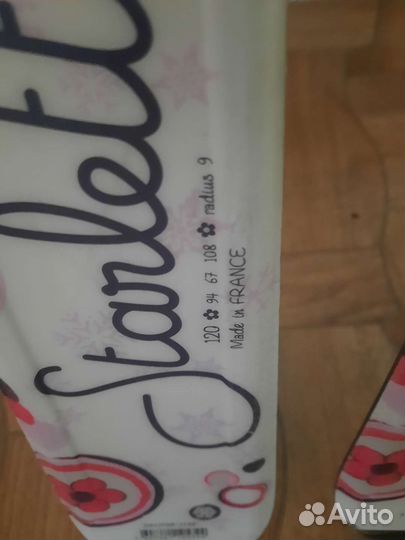 Starlett
120 94 67 108 radius 9
Made in FRANCE
Avito